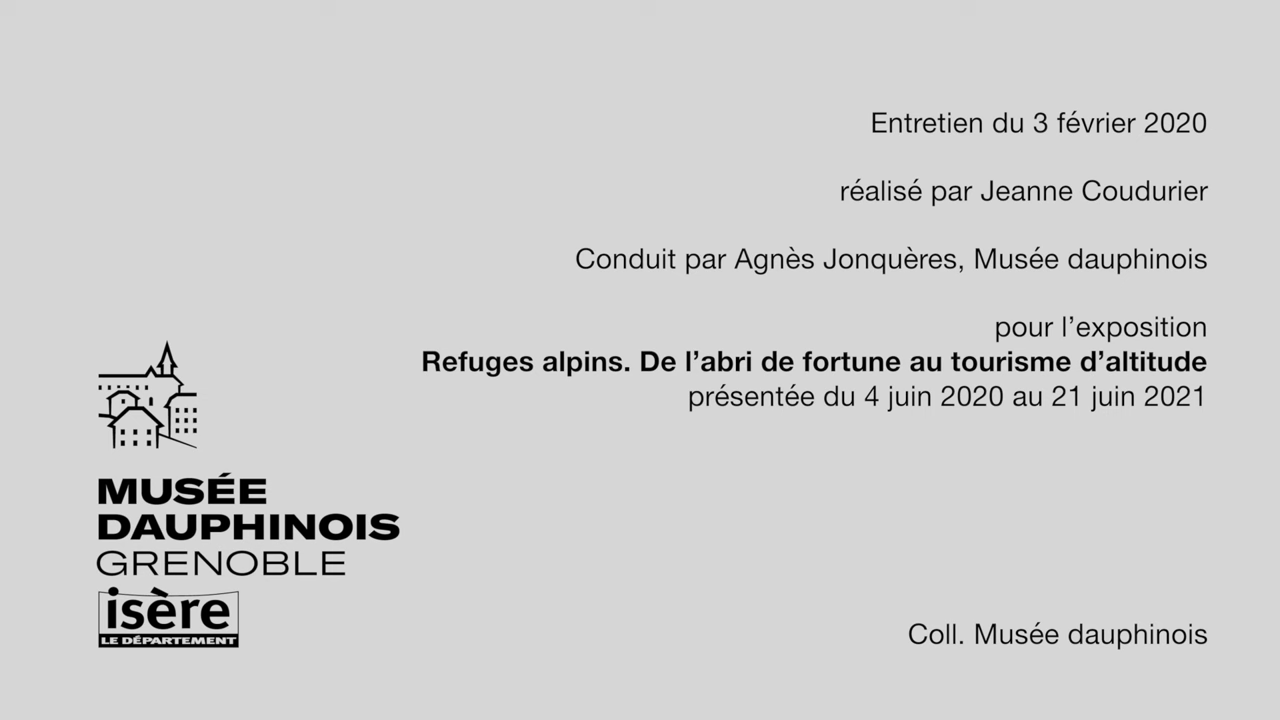 Entretien du 3 février 2020
réalisé par Jeanne Coudurier
Conduit par Agnès Jonquères, Musée dauphinois
pour l’exposition
Refuges alpins. De l’abri de fortune au tourisme d’altitude
présentée du 4 juin 2020 au 21 juin 2021
MUSÉE
DAUPHINOIS
GRENOBLE
isère
LE DÉPARTEMENT
Coll. Musée dauphinois